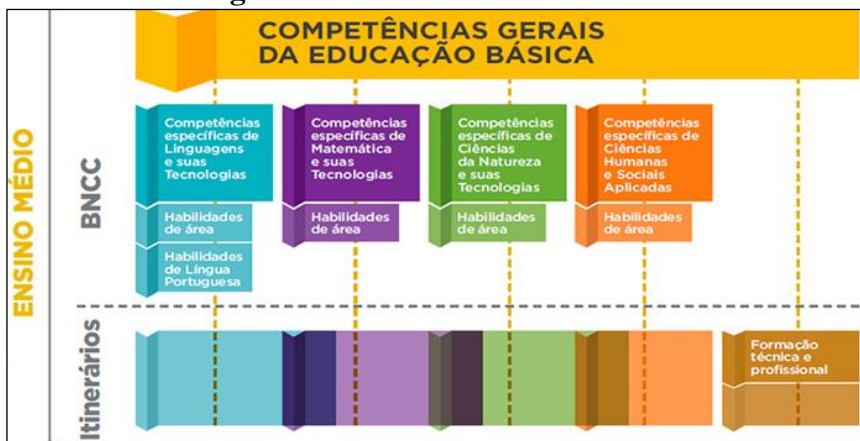 COMPETÊNCIAS GERAIS
DA EDUCAÇÃO BÁSICA
ENSINO MÉDIO
BNCC
Competências
específicas de
Linguagens
e suas
Tecnologias
Habilidades
de área
Habilidades
de Língua
Portuguesa
Competências
específicas de
Matemática
e suas
Tecnologias
Habilidades
de área
Competências
específicas de
Ciências
da Natureza
e suas
Tecnologias
Habilidades
de área
Competências
específicas de
Ciências
Humanas
e Sociais
Aplicadas
Habilidades
de área
Itinerários
Formação
técnica e
profissional